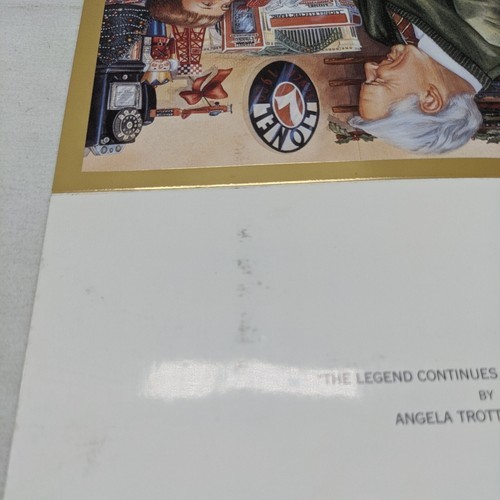 LIONEL
"THE LEGEND CONTINUES
BY
ANGELA TROTT